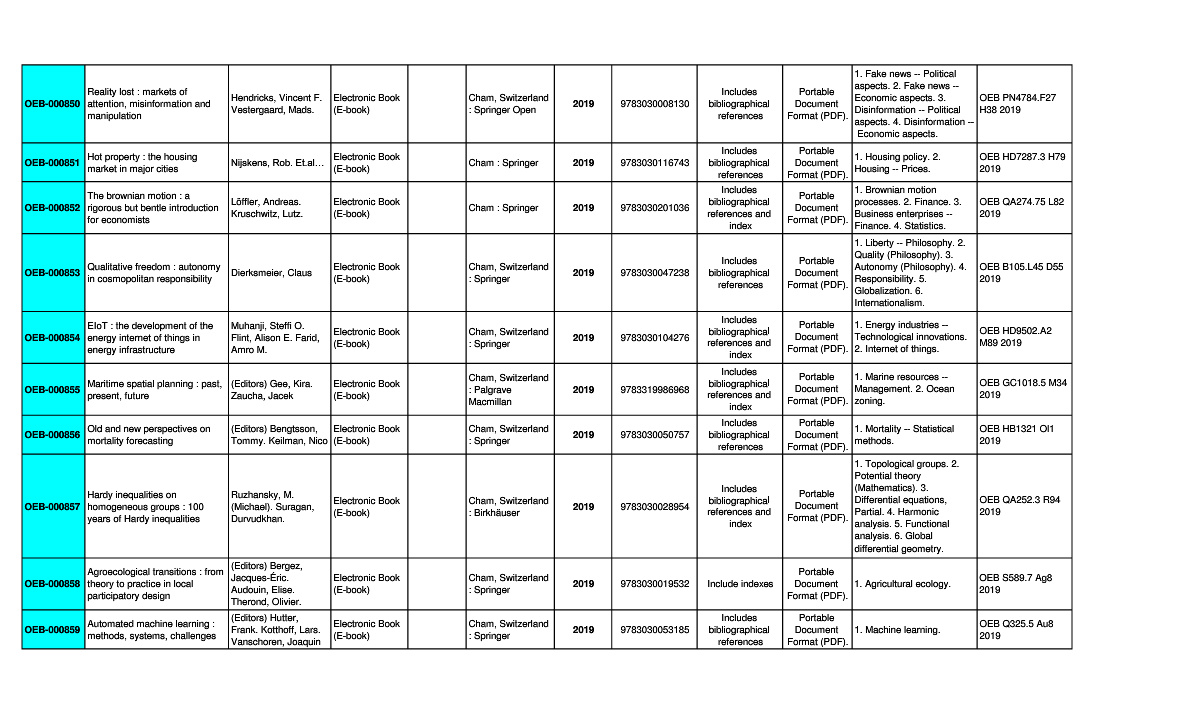 OEB-000850
Reality lost : markets of
attention, misinformation and
manipulation
Hendricks, Vincent F.
Vestergaard, Mads.
Electronic Book
(E-book)
Cham, Switzerland
: Springer Open
2019
9783030008130
Includes
bibliographical
references
Portable
Document
Format (PDF).
1. Fake news -- Political
aspects. 2. Fake news --
Economic aspects. 3.
Disinformation -- Political
aspects. 4. Disinformation --
Economic aspects.
OEB PN4784.F27
H38 2019
OEB-000851
Hot property : the housing
market in major cities
Nijskens, Rob. Et.al...
Electronic Book
(E-book)
Cham : Springer
2019
9783030116743
Includes
bibliographical
references
Portable
Document
Format (PDF).
1. Housing policy. 2.
Housing -- Prices.
OEB HD7287.3 H79
2019
OEB-000852
The brownian motion : a
rigorous but bentle introduction
for economists
Löffler, Andreas.
Kruschwitz, Lutz.
Electronic Book
(E-book)
Cham : Springer
2019
9783030201036
Includes
bibliographical
references and
index
Portable
Document
Format (PDF).
1. Brownian motion
processes. 2. Finance. 3.
Business enterprises --
Finance. 4. Statistics.
OEB QA274.75 L82
2019
OEB-000853
Qualitative freedom : autonomy
in cosmopolitan responsibility
Dierksmeier, Claus
Electronic Book
(E-book)
Cham, Switzerland
: Springer
2019
9783030047238
Includes
bibliographical
references
Portable
Document
Format (PDF).
1. Liberty -- Philosophy. 2.
Quality (Philosophy). 3.
Autonomy (Philosophy). 4.
Responsibility. 5.
Globalization. 6.
Internationalism.
OEB B105.L45 D55
2019
OEB-000854
EIoT : the development of the
energy internet of things in
energy infrastructure
Muhanji, Steffi O.
Flint, Alison E. Farid,
Amro M.
Electronic Book
(E-book)
Cham, Switzerland
: Springer
2019
9783030104276
Includes
bibliographical
references and
index
Portable
Document
Format (PDF).
1. Energy industries --
Technological innovations.
2. Internet of things.
OEB HD9502.A2
M89 2019
OEB-000855
Maritime spatial planning : past,
present, future
(Editors) Gee, Kira.
Zaucha, Jacek
Electronic Book
(E-book)
Cham, Switzerland
: Palgrave
Macmillan
2019
9783319986968
Includes
bibliographical
references and
index
Portable
Document
Format (PDF).
1. Marine resources --
Management. 2. Ocean
zoning.
OEB GC1018.5 M34
2019
OEB-000856
Old and new perspectives on
mortality forecasting
(Editors) Bengtsson,
Tommy. Keilman, Nico
Electronic Book
(E-book)
Cham, Switzerland
: Springer
2019
9783030050757
Includes
bibliographical
references
Portable
Document
Format (PDF).
1. Mortality -- Statistical
methods.
OEB HB1321 Ol1
2019
OEB-000857
Hardy inequalities on
homogeneous groups : 100
years of Hardy inequalities
Ruzhansky, M.
(Michael). Suragan,
Durvudkhan.
Electronic Book
(E-book)
Cham, Switzerland
: Birkhäuser
2019
9783030028954
Includes
bibliographical
references and
index
Portable
Document
Format (PDF).
1. Topological groups. 2.
Potential theory
(Mathematics). 3.
Differential equations,
Partial. 4. Harmonic
analysis. 5. Functional
analysis. 6. Global
differential geometry.
OEB QA252.3 R94
2019
OEB-000858
Agroecological transitions : from
theory to practice in local
participatory design
(Editors) Bergez,
Jacques-Éric.
Audouin, Elise.
Therond, Olivier.
Electronic Book
(E-book)
Cham, Switzerland
: Springer
2019
9783030019532
Include indexes
Portable
Document
Format (PDF).
1. Agricultural ecology.
OEB S589.7 Ag8
2019
OEB-000859
Automated machine learning :
methods, systems, challenges
(Editors) Hutter,
Frank. Kotthoff, Lars.
Vanschoren, Joaquin
Electronic Book
(E-book)
Cham, Switzerland
: Springer
2019
9783030053185
Includes
bibliographical
references
Portable
Document
Format (PDF).
1. Machine learning.
OEB Q325.5 Au8
2019